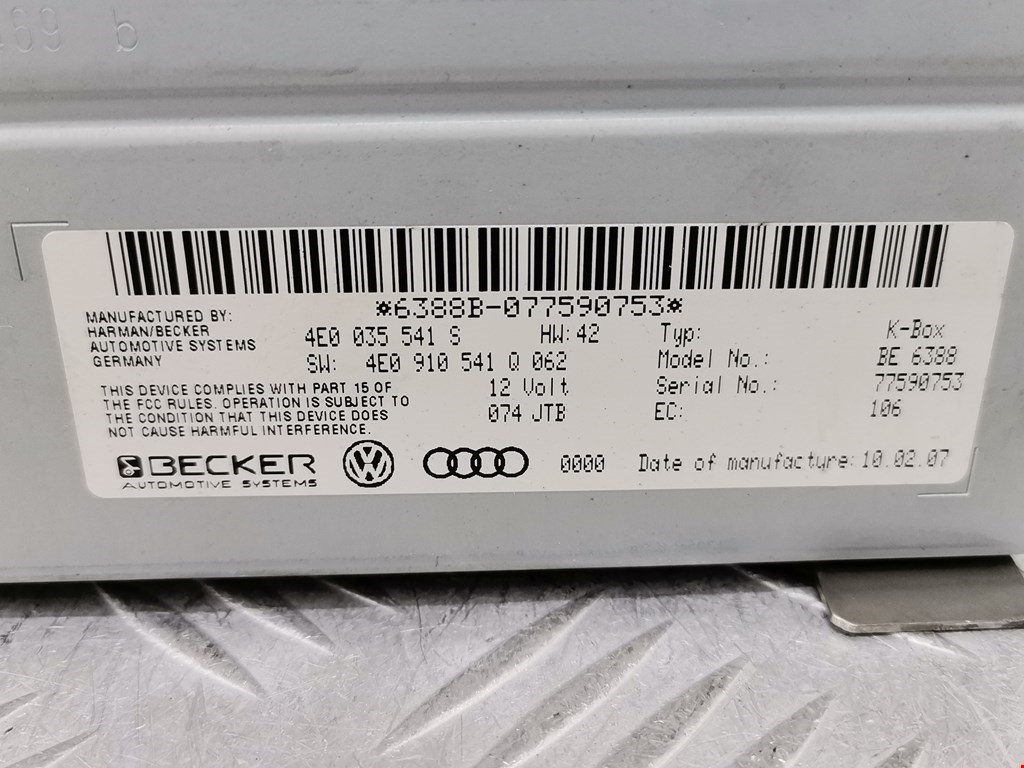 469 b
*6388B-077590753*
MANUFACTURED BY:
HARMAN/BECKER
AUTOMOTIVE SYSTEMS
GERMANY
4E0 035 541 S HW: 42
SW: 4E0 910 541 Q 062
12 Volt
074 JTB
Typ: K-Box
Model No.: BE 6388
Serial No.: 77590753
EC: 106
THIS DEVICE COMPLIES WITH PART 15 OF
THE FCC RULES. OPERATION IS SUBJECT TO
THE CONDITION THAT THIS DEVICE DOES
NOT CAUSE HARMFUL INTERFERENCE.
BECKER
AUTOMOTIVE SYSTEMS
VW
0000 Date of manufacture: 10.02.07